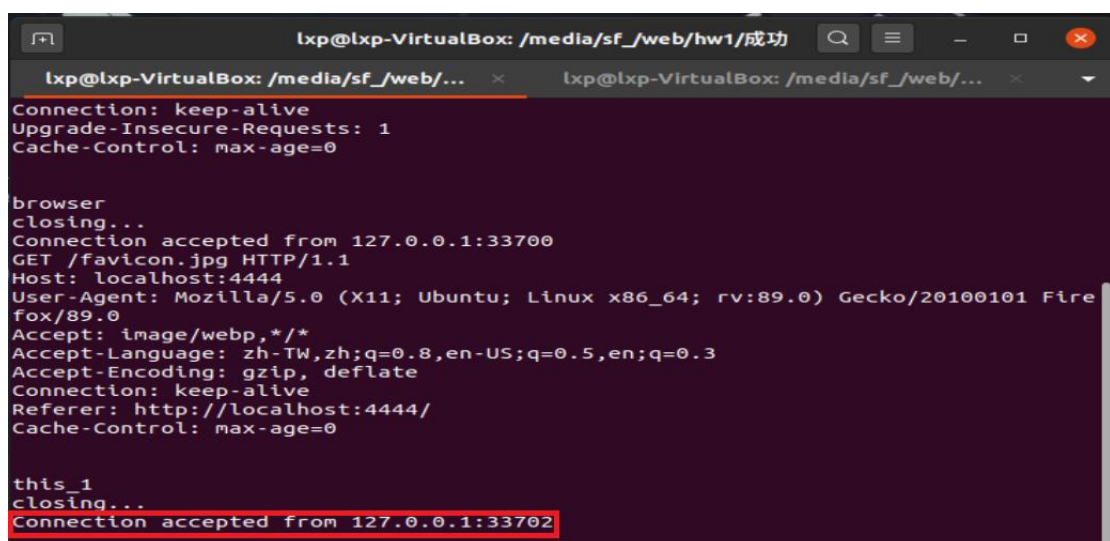 lxp@lxp-VirtualBox: /media/sf_/web/hw1/成功
lxp@lxp-VirtualBox: /media/sf_/web/... × lxp@lxp-VirtualBox: /media/sf_/web/... ×
Connection: keep-alive
Upgrade-Insecure-Requests: 1
Cache-Control: max-age=0
browser
closing...
Connection accepted from 127.0.0.1:33700
GET /favicon.jpg HTTP/1.1
Host: localhost:4444
User-Agent: Mozilla/5.0 (X11; Ubuntu; Linux x86_64; rv:89.0) Gecko/20100101 Fire
fox/89.0
Accept: image/webp,*/*
Accept-Language: zh-TW,zh;q=0.8,en-US;q=0.5,en;q=0.3
Accept-Encoding: gzip, deflate
Connection: keep-alive
Referer: http://localhost:4444/
Cache-Control: max-age=0
this_1
closing...
Connection accepted from 127.0.0.1:33702